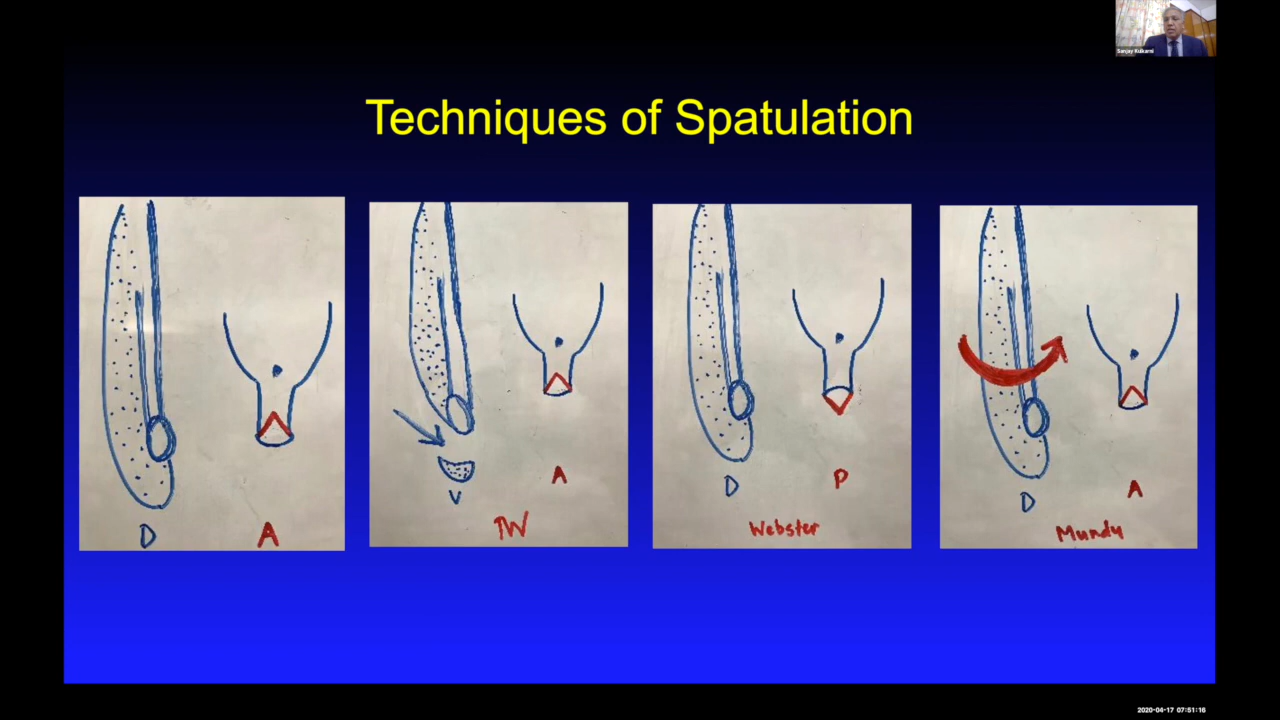 Sanjay Kulkarni
Techniques of Spatulation
D A
V A
TW
D P
Webster
D A
Mundy
2020-04-17 07:51:16